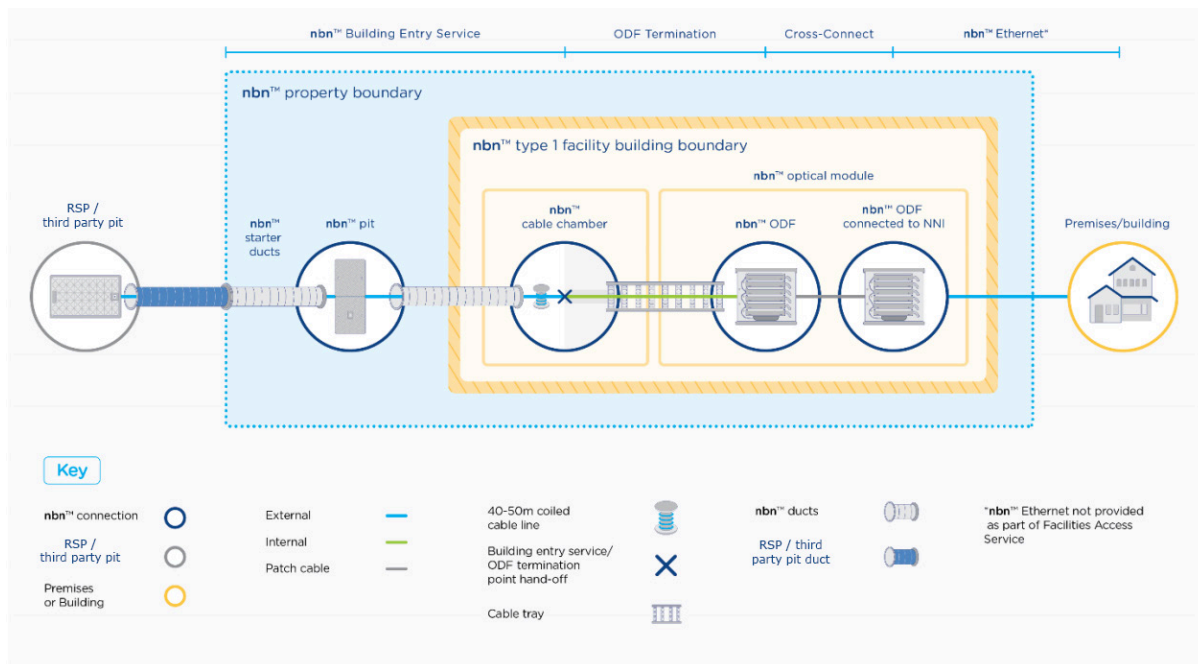 nbn™ Building Entry Service
ODF Termination
Cross-Connect
nbn™ Ethernet*
nbn™ property boundary
nbn™ type 1 facility building boundary
nbn™ optical module
RSP /
third party pit
nbn™
starter
ducts
nbn™ pit
nbn™
cable chamber
nbn™ ODF
nbn™ ODF
connected to NNI
Premises/building
Key
nbn™ connection
RSP /
third party pit
Premises
or Building
External
Internal
Patch cable
40-50m coiled
cable line
Building entry service/
ODF termination
point hand-off
Cable tray
nbn™ ducts
RSP / third
party pit duct
*nbn™ Ethernet not provided
as part of Facilities Access
Service